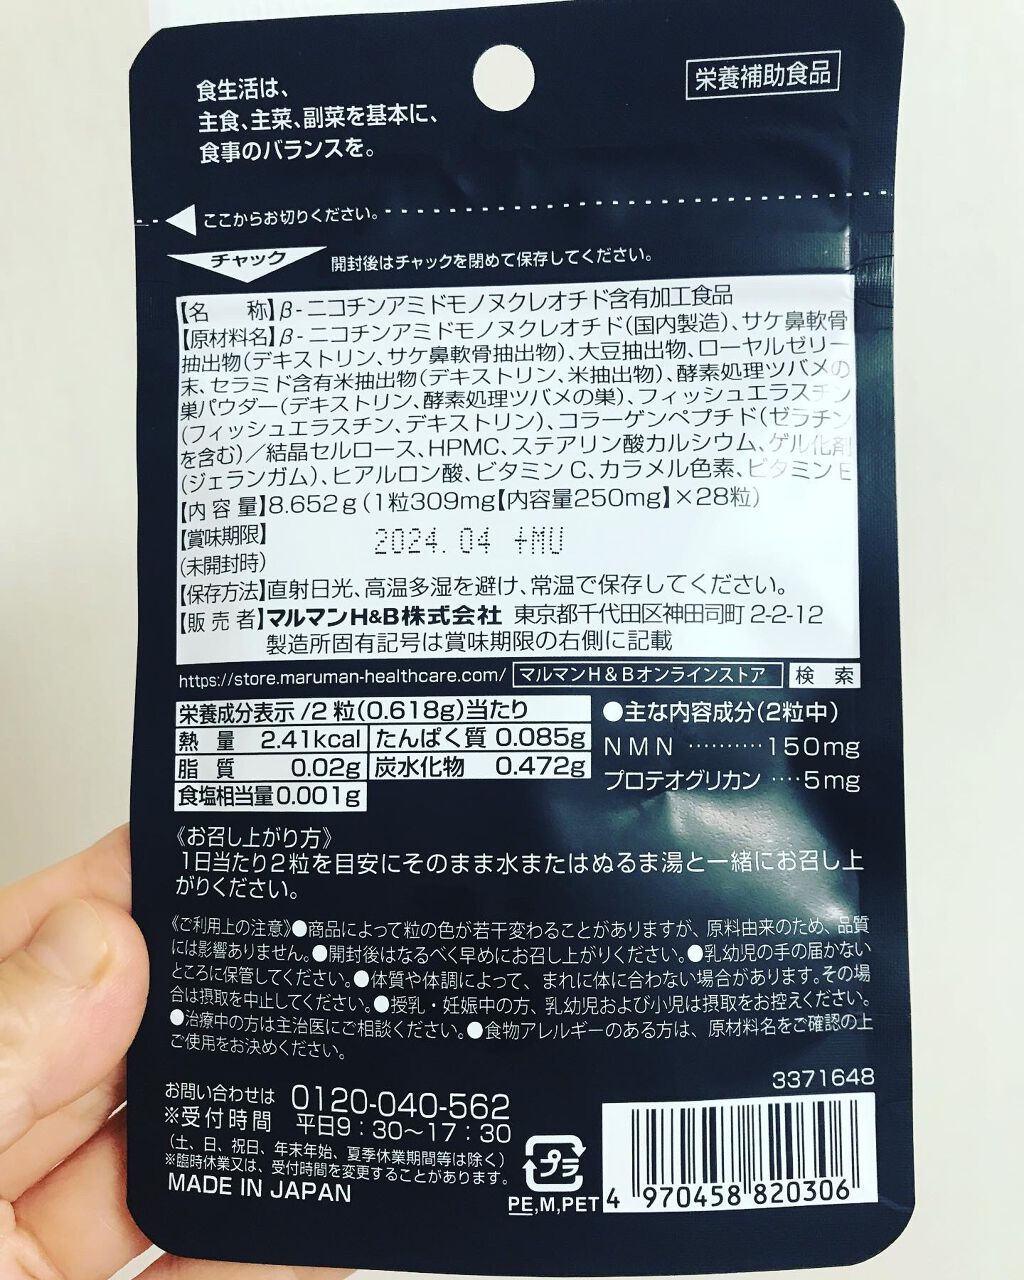 食生活は、
主食、主菜、副菜を基本に、
食事のバランスを。
栄養補助食品
ここからお切りください。
チャック
開封後はチャックを閉めて保存してください。
【名 称】β-ニコチンアミドモノヌクレオチド含有加工食品
【原材料名】β-ニコチンアミドモノヌクレオチド(国内製造)、サケ鼻軟骨
抽出物(デキストリン、サケ鼻軟骨抽出物)、大豆抽出物、ローヤルゼリー
末、セラミド含有米抽出物(デキストリン、米抽出物)、酵素処理ツバメの
巣パウダー(デキストリン、酵素処理ツバメの巣)、フィッシュエラスチン
(フィッシュエラスチン、デキストリン)、コラーゲンペプチド(ゼラチン
を含む)/結晶セルロース、HPMC、ステアリン酸カルシウム、ゲル化剤
(ジェランガム)、ヒアルロン酸、ビタミンC、カラメル色素、ビタミンE
【内 容 量】8.652g(1粒309mg【内容量250mg】×28粒)
【賞味期限】
(未開封時)
2024.04 +MU
【保存方法】直射日光、高温多湿を避け、常温で保存してください。
【販 売 者】マルマンH&B株式会社 東京都千代田区神田司町2-2-12
製造所固有記号は賞味期限の右側に記載
https://store.maruman-healthcare.com/ マルマンH&Bオンラインストア 検 索
栄養成分表示/2粒(0.618g)当たり
熱 量 2.41kcal たんぱく質 0.085g
脂 質 0.02g 炭水化物 0.472g
食塩相当量0.001g
●主な内容成分(2粒中)
NMN ··········150mg
プロテオグリカン ····5mg
《お召し上がり方》
1日当たり2粒を目安にそのまま水またはぬるま湯と一緒にお召し上
がりください。
《ご利用上の注意》●商品によって粒の色が若干変わることがありますが、原料由来のため、品質
には影響ありません。●開封後はなるべく早めにお召し上がりください。●乳幼児の手の届かない
ところに保管してください。●体質や体調によって、まれに体に合わない場合があります。その場
合は摂取を中止してください。●授乳・妊娠中の方、乳幼児および小児は摂取をお控えください。
●治療中の方は主治医にご相談ください。●食物アレルギーのある方は、原材料名をご確認の上
ご使用をお決めください。
3371648
お問い合わせは 0120-040-562
※受付時間 平日9:30〜17:30
(土、日、祝日、年末年始、夏季休業期間等は除く)
※臨時休業又は、受付時間を変更することがあります。
MADE IN JAPAN
プラ
PE,M,PET
4 970458 820306